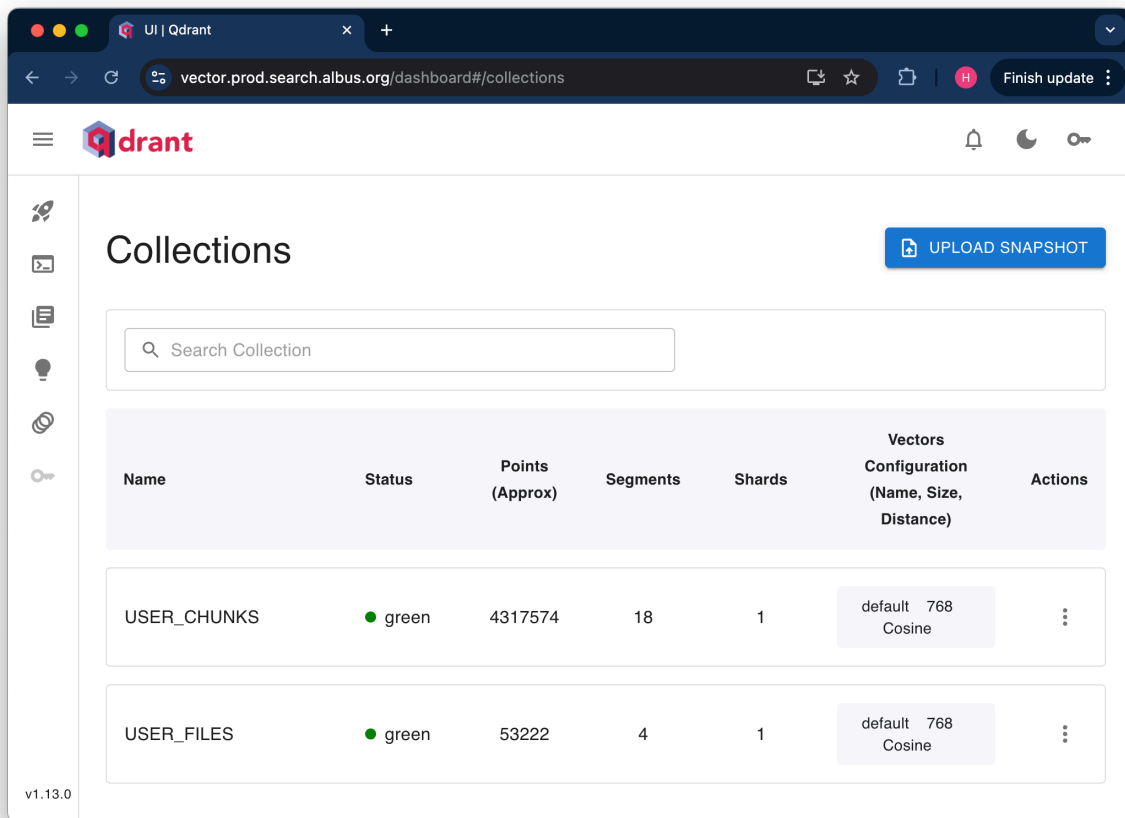 UI | Qdrant
vector.prod.search.albus.org/dashboard#/collections
H
Finish update
qdrant
Collections
UPLOAD SNAPSHOT
Search Collection
Name Status Points (Approx) Segments Shards Vectors Configuration (Name, Size, Distance) Actions
USER_CHUNKS green 4317574 18 1 default 768 Cosine
USER_FILES green 53222 4 1 default 768 Cosine
v1.13.0